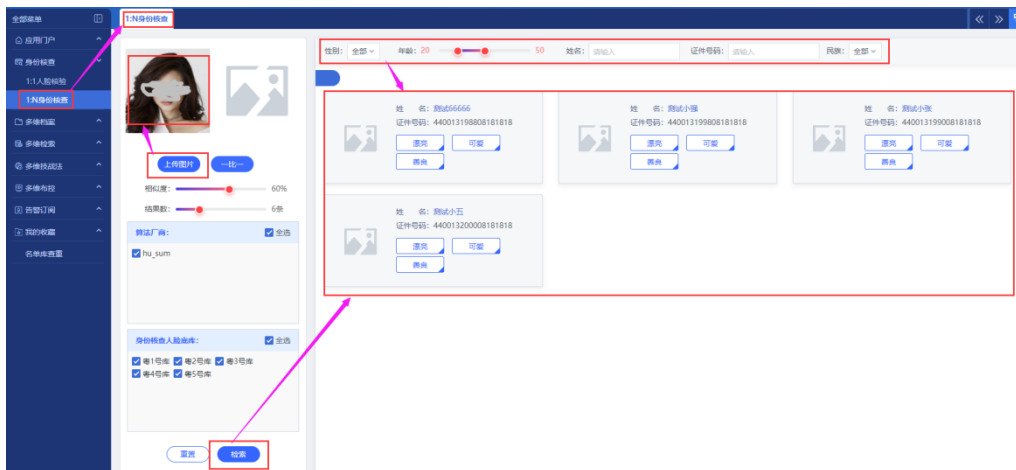 全部菜单
应用门户
身份核查
1:1人脸核验
1:N身份核查
多维档案
多维检索
多维技战法
多维布控
告警订阅
我的收藏
名单库查重
1:N身份核查
上传图片
一比一
相似度： 60%
结果数： 6条
算法厂商： 全选
hu_sum
身份核查人脸底库： 全选
粤1号库 粤2号库 粤3号库
粤4号库 粤5号库
重置 检索
性别： 全部 年龄：20 50 姓名： 请输入 证件号码： 请输入 民族： 全部
姓 名：测试66666
证件号码：440013198808181818
漂亮 可爱
善良
姓 名：测试小强
证件号码：440013199808181818
漂亮 可爱
善良
姓 名：测试小张
证件号码：440013199008181818
漂亮 可爱
善良
姓 名：测试小五
证件号码：440013200008181818
漂亮 可爱
善良